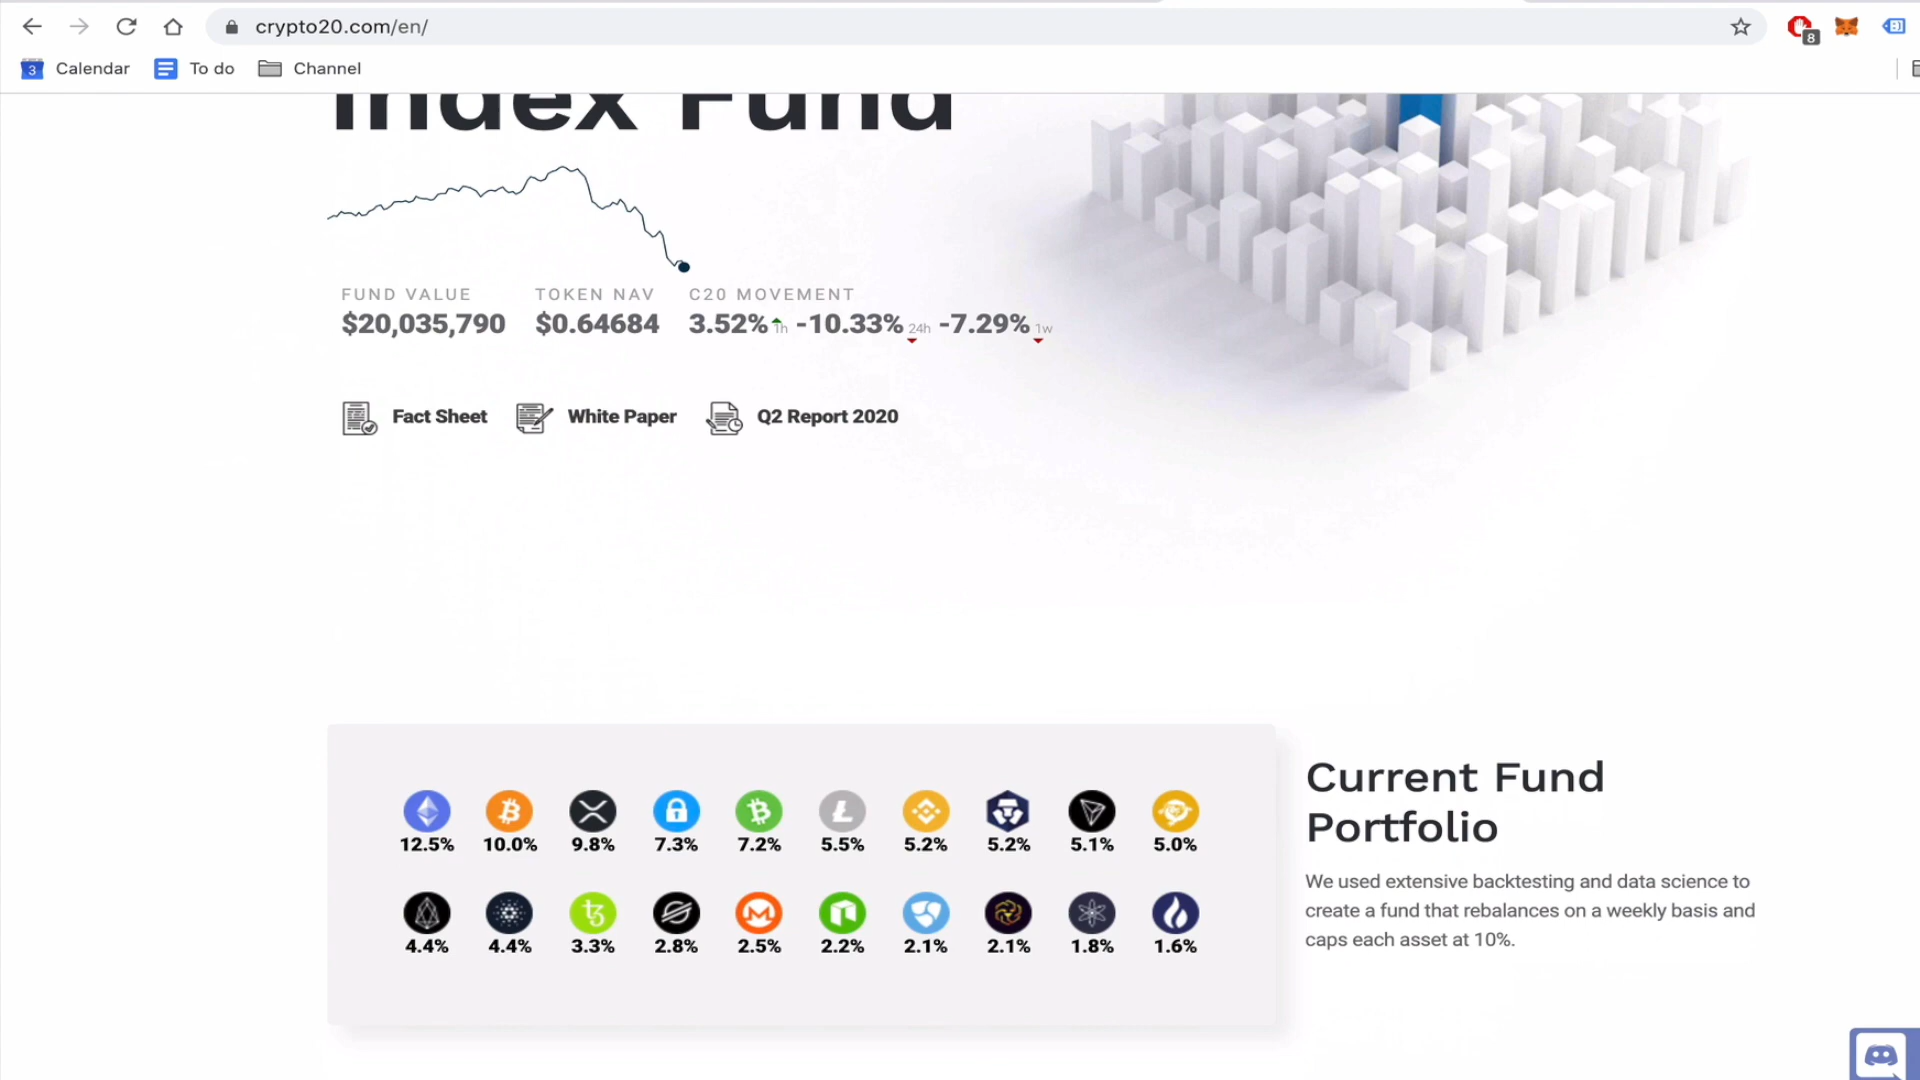 crypto20.com/en/
8
3 Calendar To do Channel
Index Fund
FUND VALUE TOKEN NAV C20 MOVEMENT
$20,035,790 $0.64684 3.52% 1h -10.33% 24h -7.29% 1w
Fact Sheet White Paper Q2 Report 2020
12.5% 10.0% 9.8% 7.3% 7.2% 5.5% 5.2% 5.2% 5.1% 5.0%
4.4% 4.4% 3.3% 2.8% 2.5% 2.2% 2.1% 2.1% 1.8% 1.6%
Current Fund
Portfolio
We used extensive backtesting and data science to
create a fund that rebalances on a weekly basis and
caps each asset at 10%.